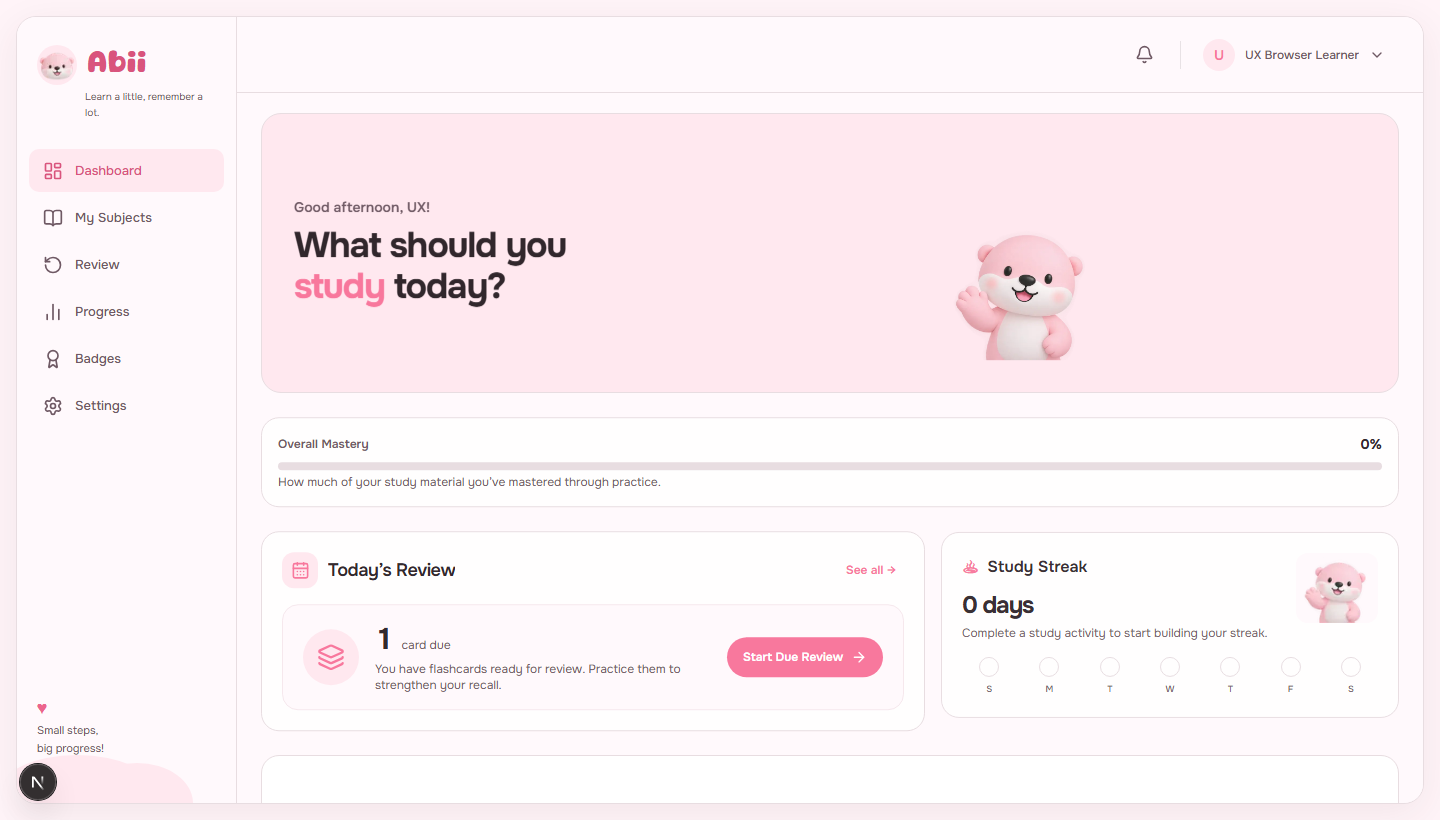 Abii
Learn a little, remember a
lot.
Dashboard
My Subjects
Review
Progress
Badges
Settings
Small steps,
big progress!
N
U
UX Browser Learner
Good afternoon, UX!
What should you
study today?
Overall Mastery
0%
How much of your study material you've mastered through practice.
Today's Review
See all →
1 card due
You have flashcards ready for review. Practice them to
strengthen your recall.
Start Due Review →
Study Streak
0 days
Complete a study activity to start building your streak.
S M T W T F S